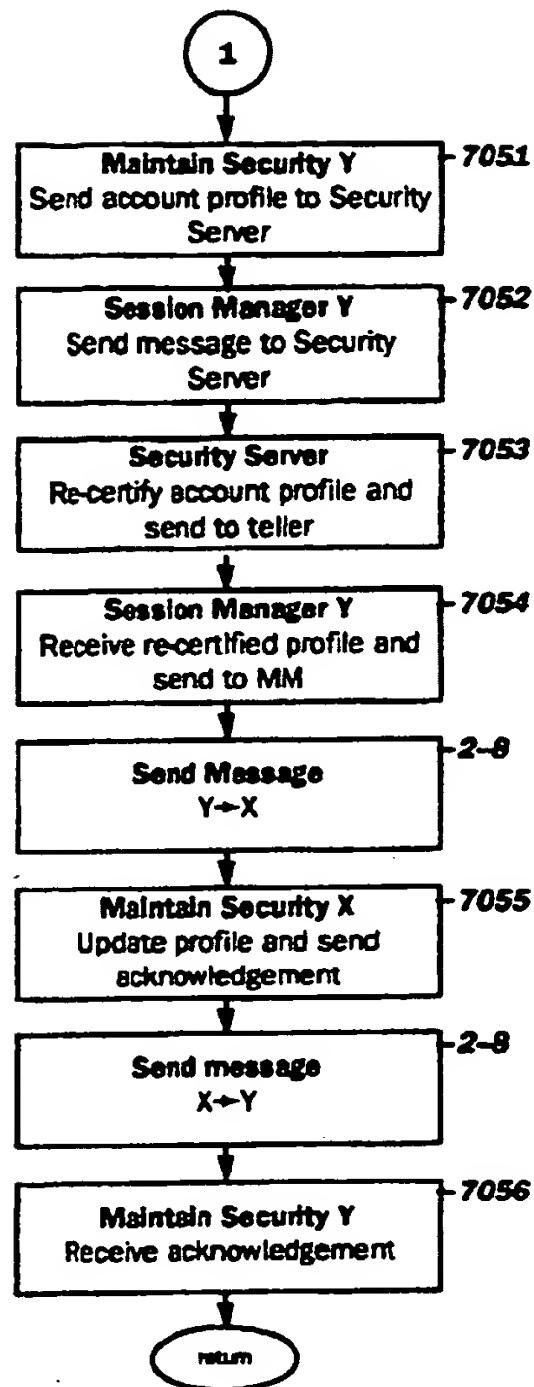 1
Maintain Security Y
7051
Send account profile to Security
Server
Session Manager Y
7052
Send message to Security
Server
Security Server
7053
Re-certify account profile and
send to teller
Session Manager Y
7054
Receive re-certified profile and
send to MM
Send Message
2-8
Y→X
Maintain Security X
7055
Update profile and send
acknowledgement
Send message
2-8
X→Y
Maintain Security Y
7056
Receive acknowledgement
return